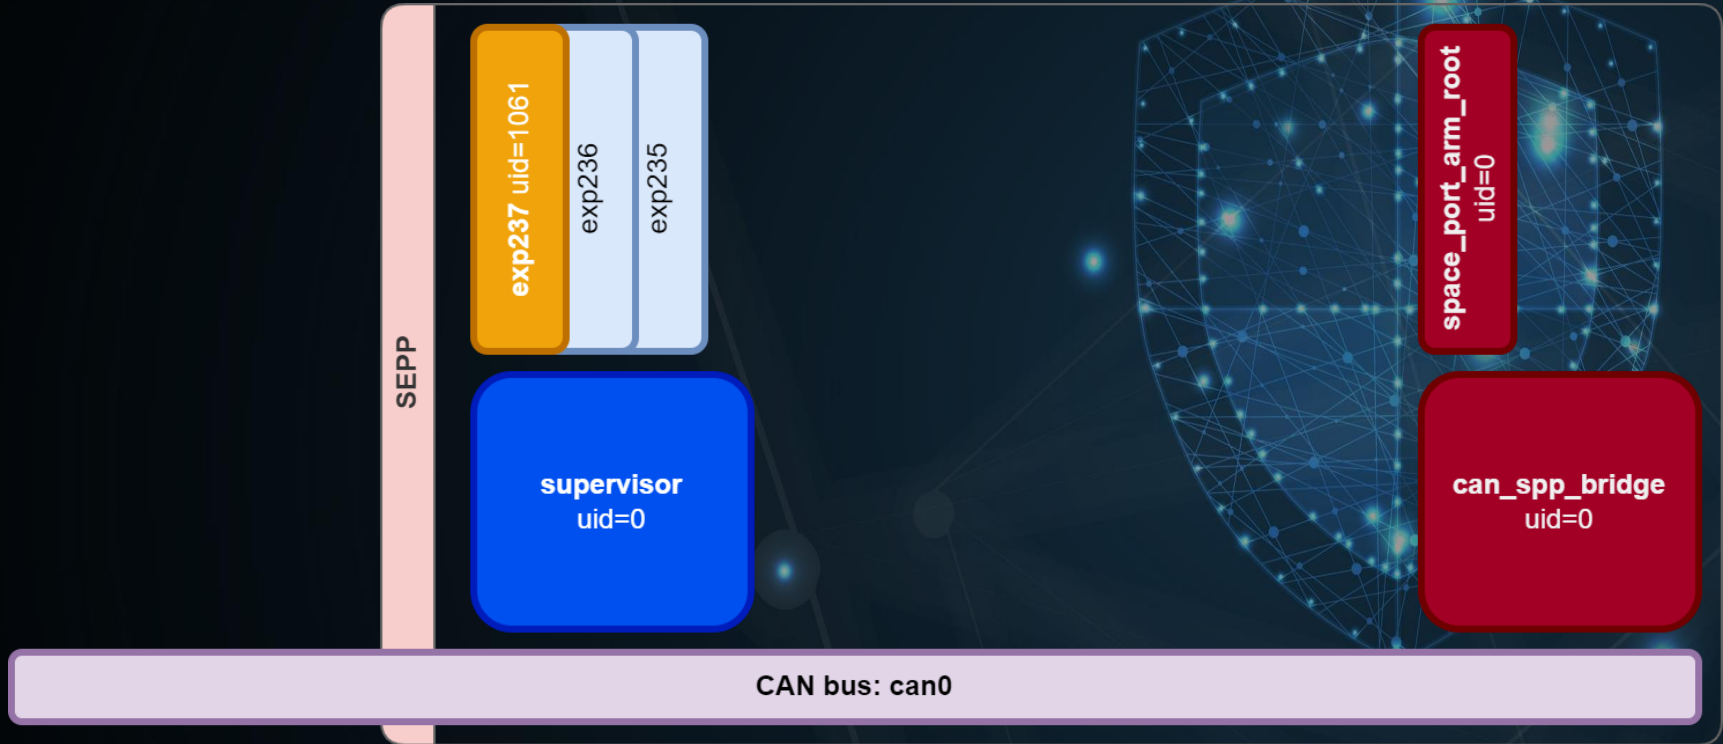 SEPP
exp237 uid=1061
exp236
exp235
space_port_arm_root
uid=0
supervisor
uid=0
can_spp_bridge
uid=0
CAN bus: can0